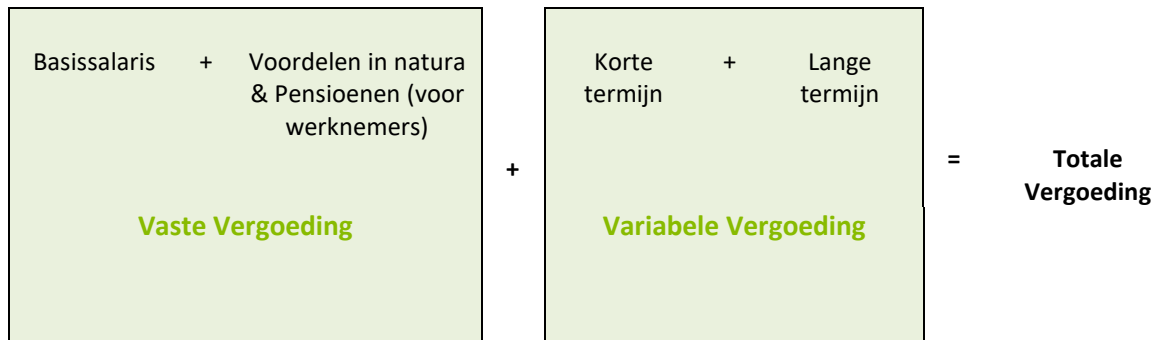 Basissalaris + Voordelen in natura
& Pensioenen (voor
werknemers)
Vaste Vergoeding
+
Korte + Lange
termijn termijn
Variabele Vergoeding
= Totale
Vergoeding